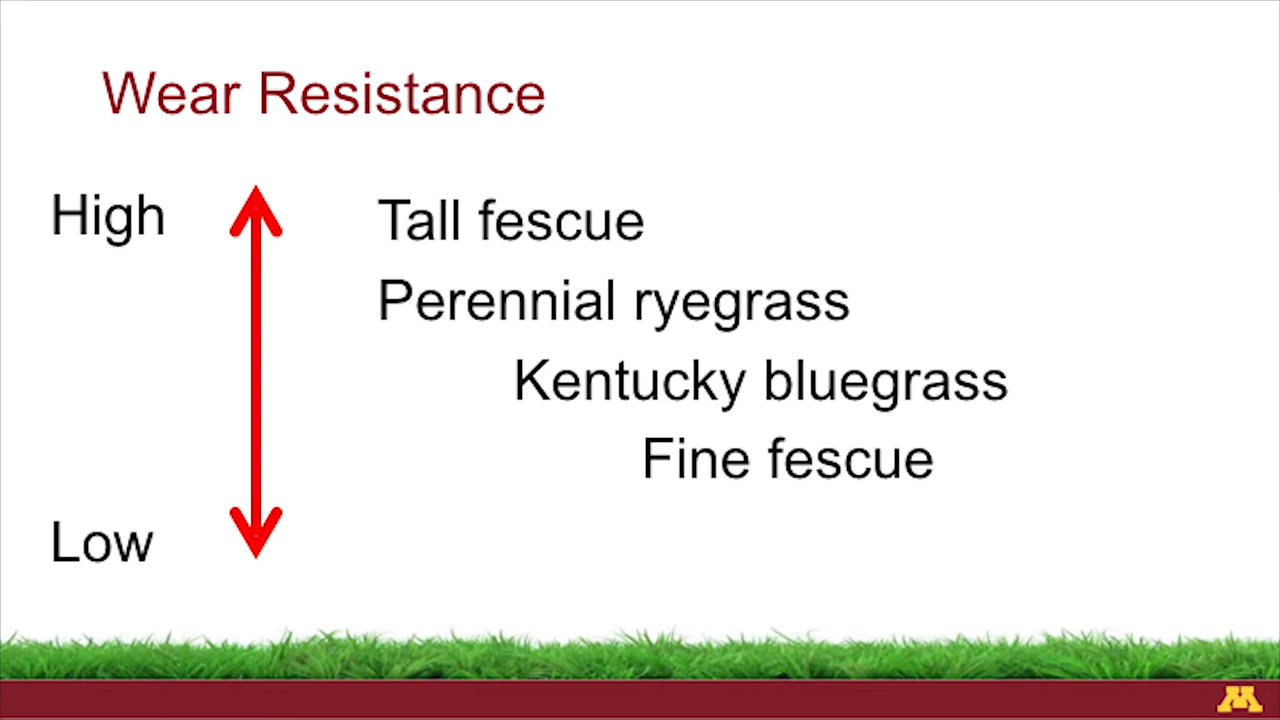 Wear Resistance
High
Tall fescue
Perennial ryegrass
Kentucky bluegrass
Fine fescue
Low
M